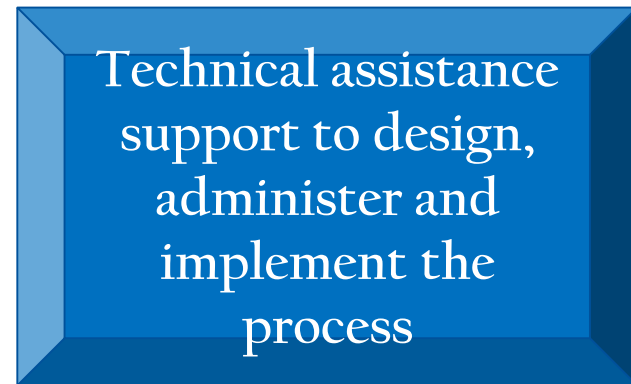 Technical assistance
support to design,
administer and
implement the
process